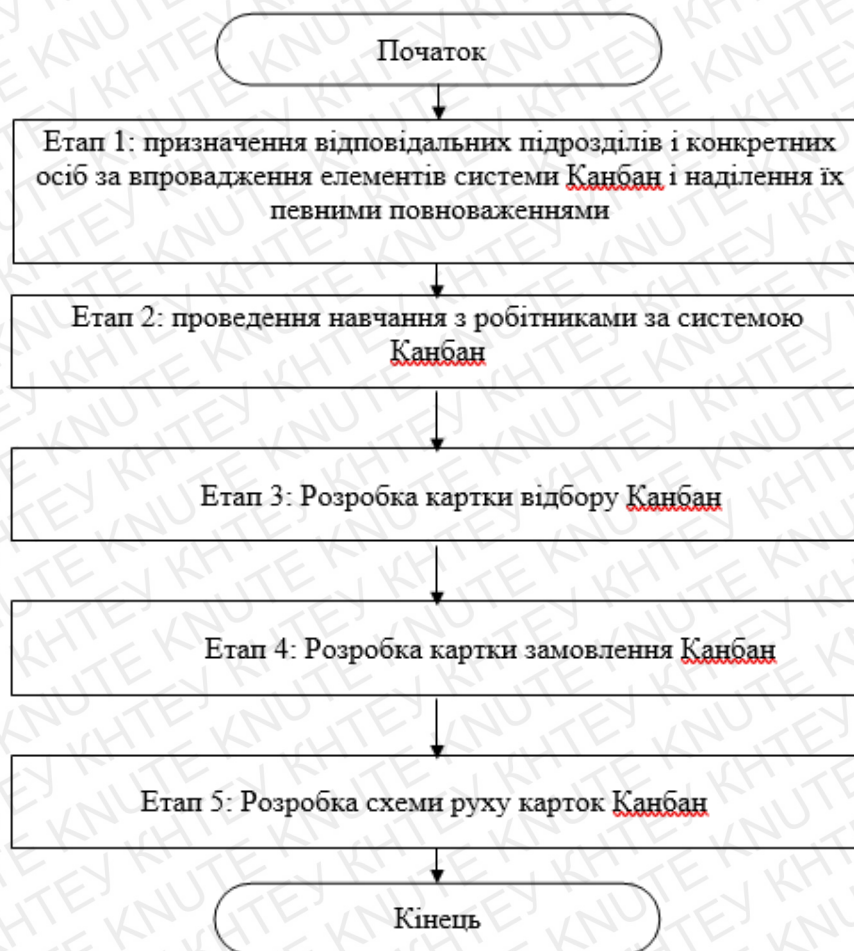 Початок
Етап 1: призначення відповідальних підрозділів і конкретних
осіб за впровадження елементів системи Канбан і наділення їх
певними повноваженнями
Етап 2: проведення навчання з робітниками за системою
Канбан
Етап 3: Розробка картки відбору Канбан
Етап 4: Розробка картки замовлення Канбан
Етап 5: Розробка схеми руху карток Канбан
Кінець